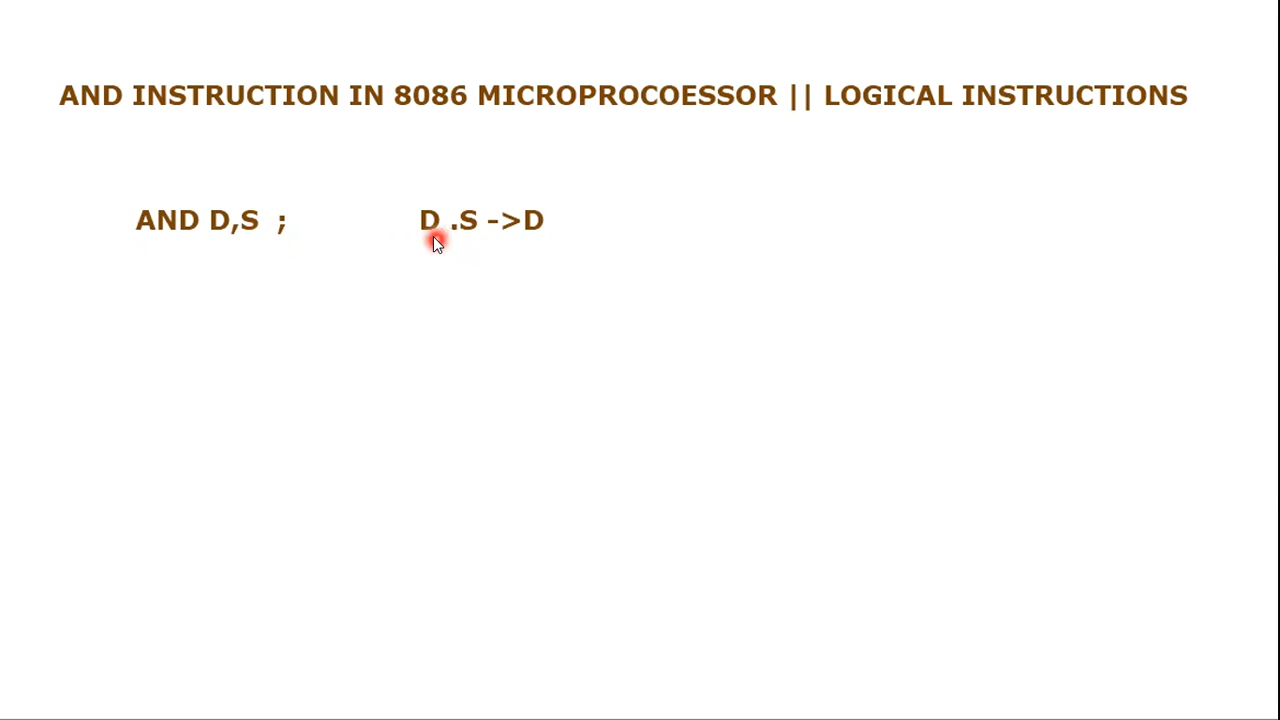 AND INSTRUCTION IN 8086 MICROPROCOESSOR || LOGICAL INSTRUCTIONS
AND D,S ; D .S ->D